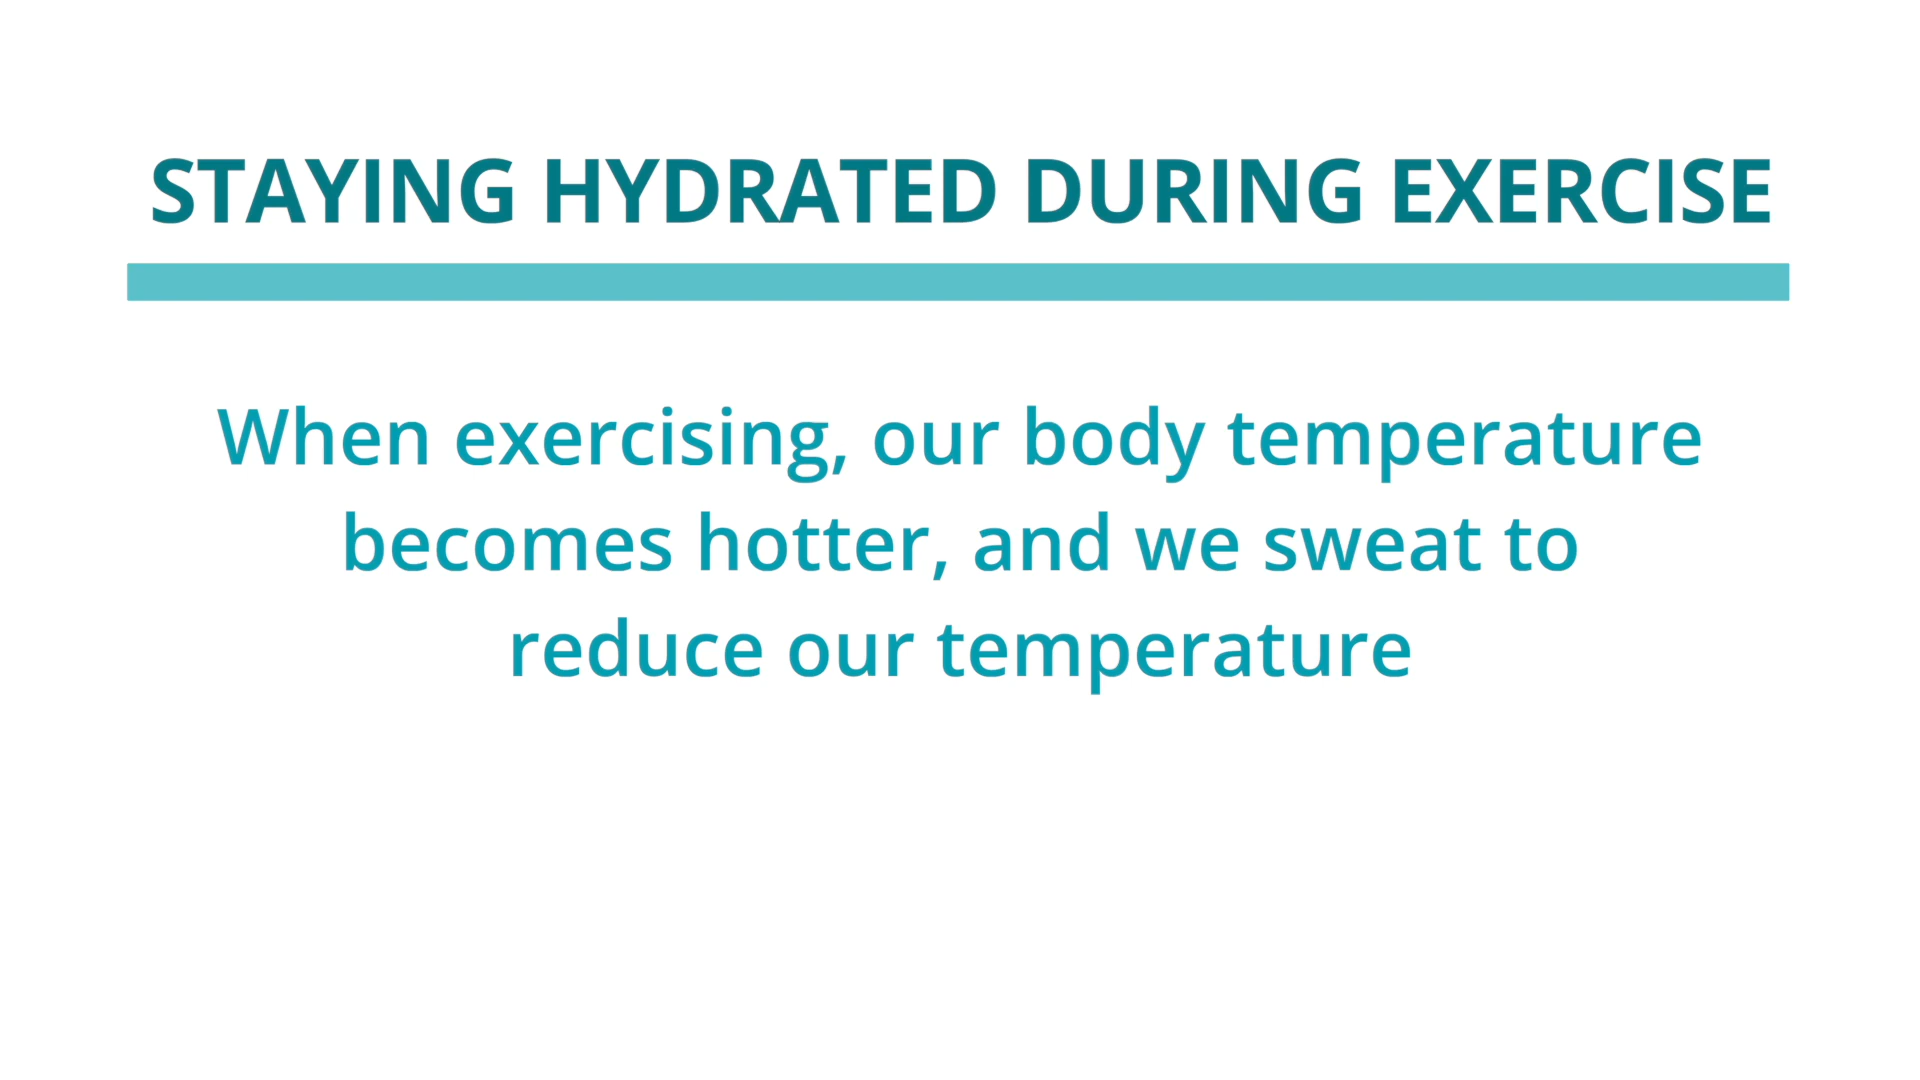 STAYING HYDRATED DURING EXERCISE
When exercising, our body temperature
becomes hotter, and we sweat to
reduce our temperature